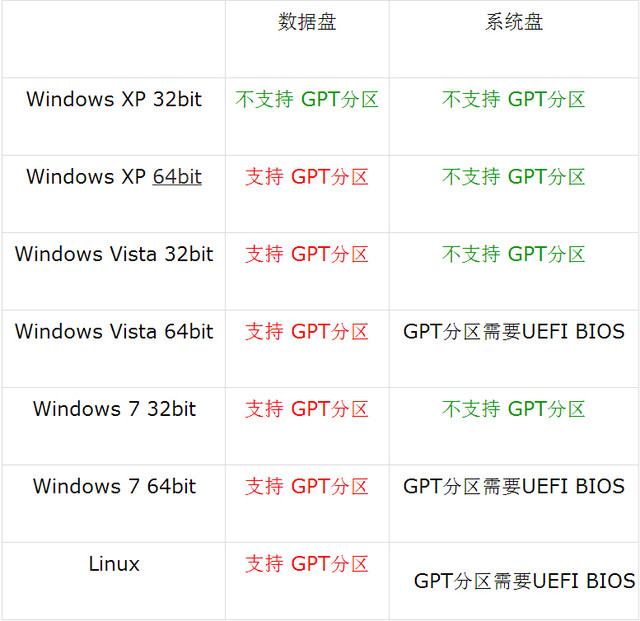 数据盘 系统盘
Windows XP 32bit 不支持 GPT分区 不支持 GPT分区
Windows XP 64bit 支持 GPT分区 不支持 GPT分区
Windows Vista 32bit 支持 GPT分区 不支持 GPT分区
Windows Vista 64bit 支持 GPT分区 GPT分区需要UEFI BIOS
Windows 7 32bit 支持 GPT分区 不支持 GPT分区
Windows 7 64bit 支持 GPT分区 GPT分区需要UEFI BIOS
Linux 支持 GPT分区 GPT分区需要UEFI BIOS